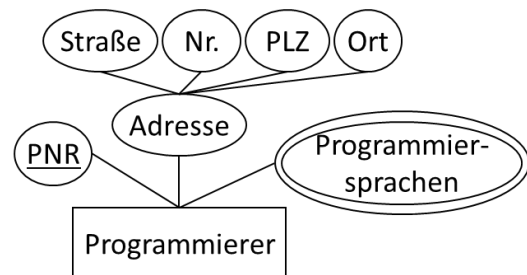 Straße Nr. PLZ Ort
Adresse
PNR
Programmier-
sprachen
Programmierer